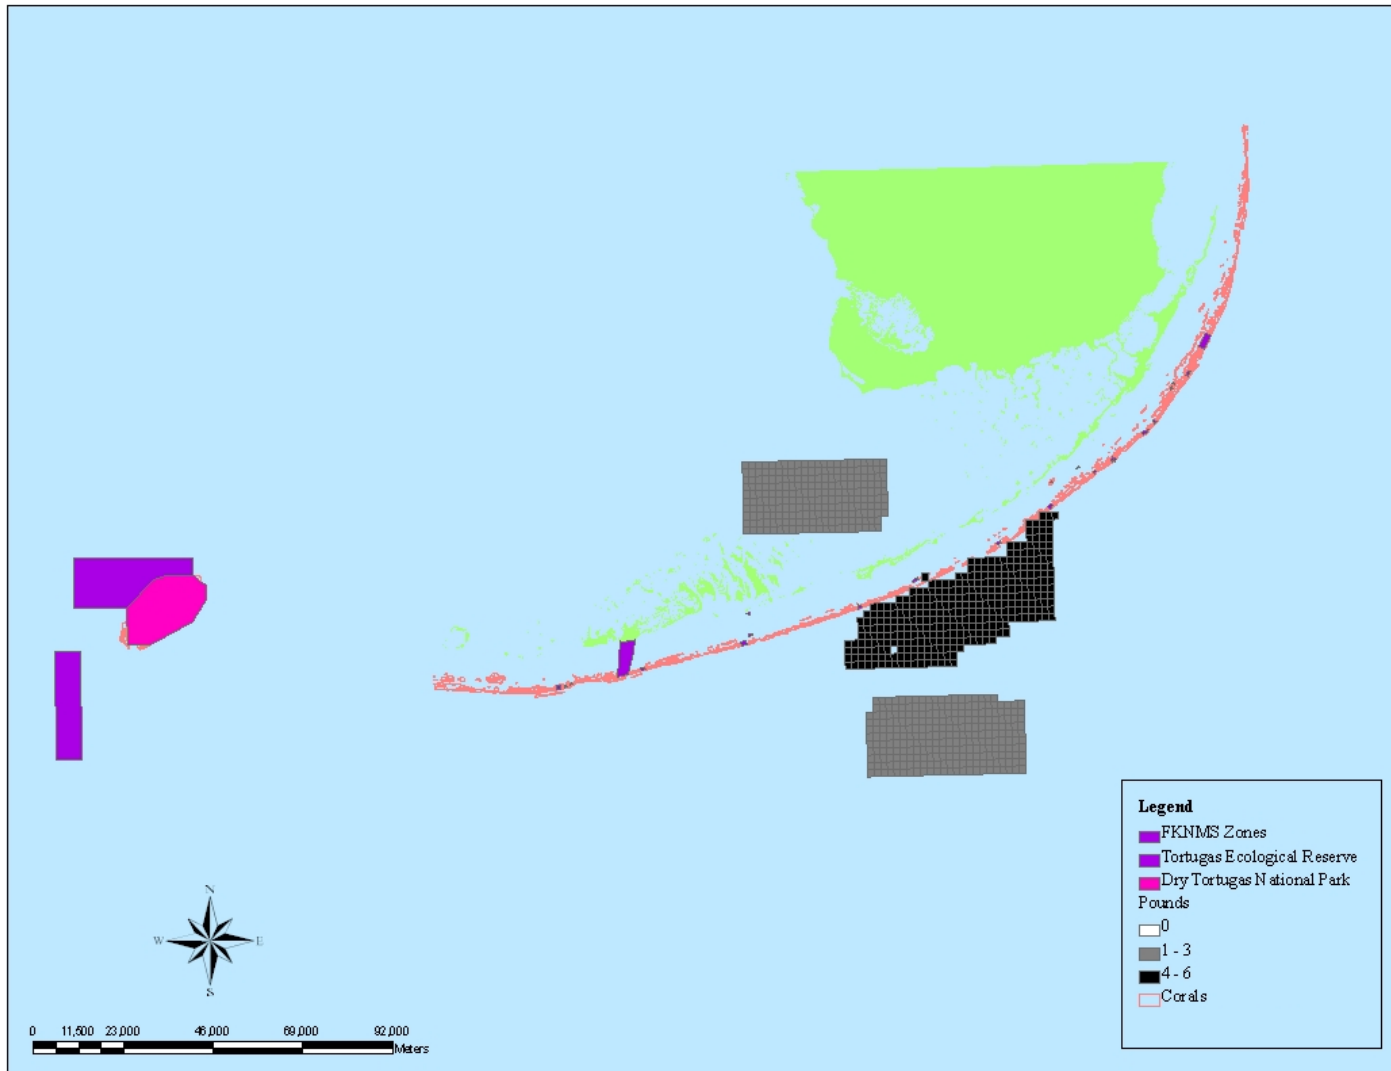 Legend
FKNMS Zones
Tortugas Ecological Reserve
Dry Tortugas National Park
Pounds
0
1 - 3
4 - 6
Corals
N
W E
S
0 11,500 23,000 46,000 69,000 92,000
Meters